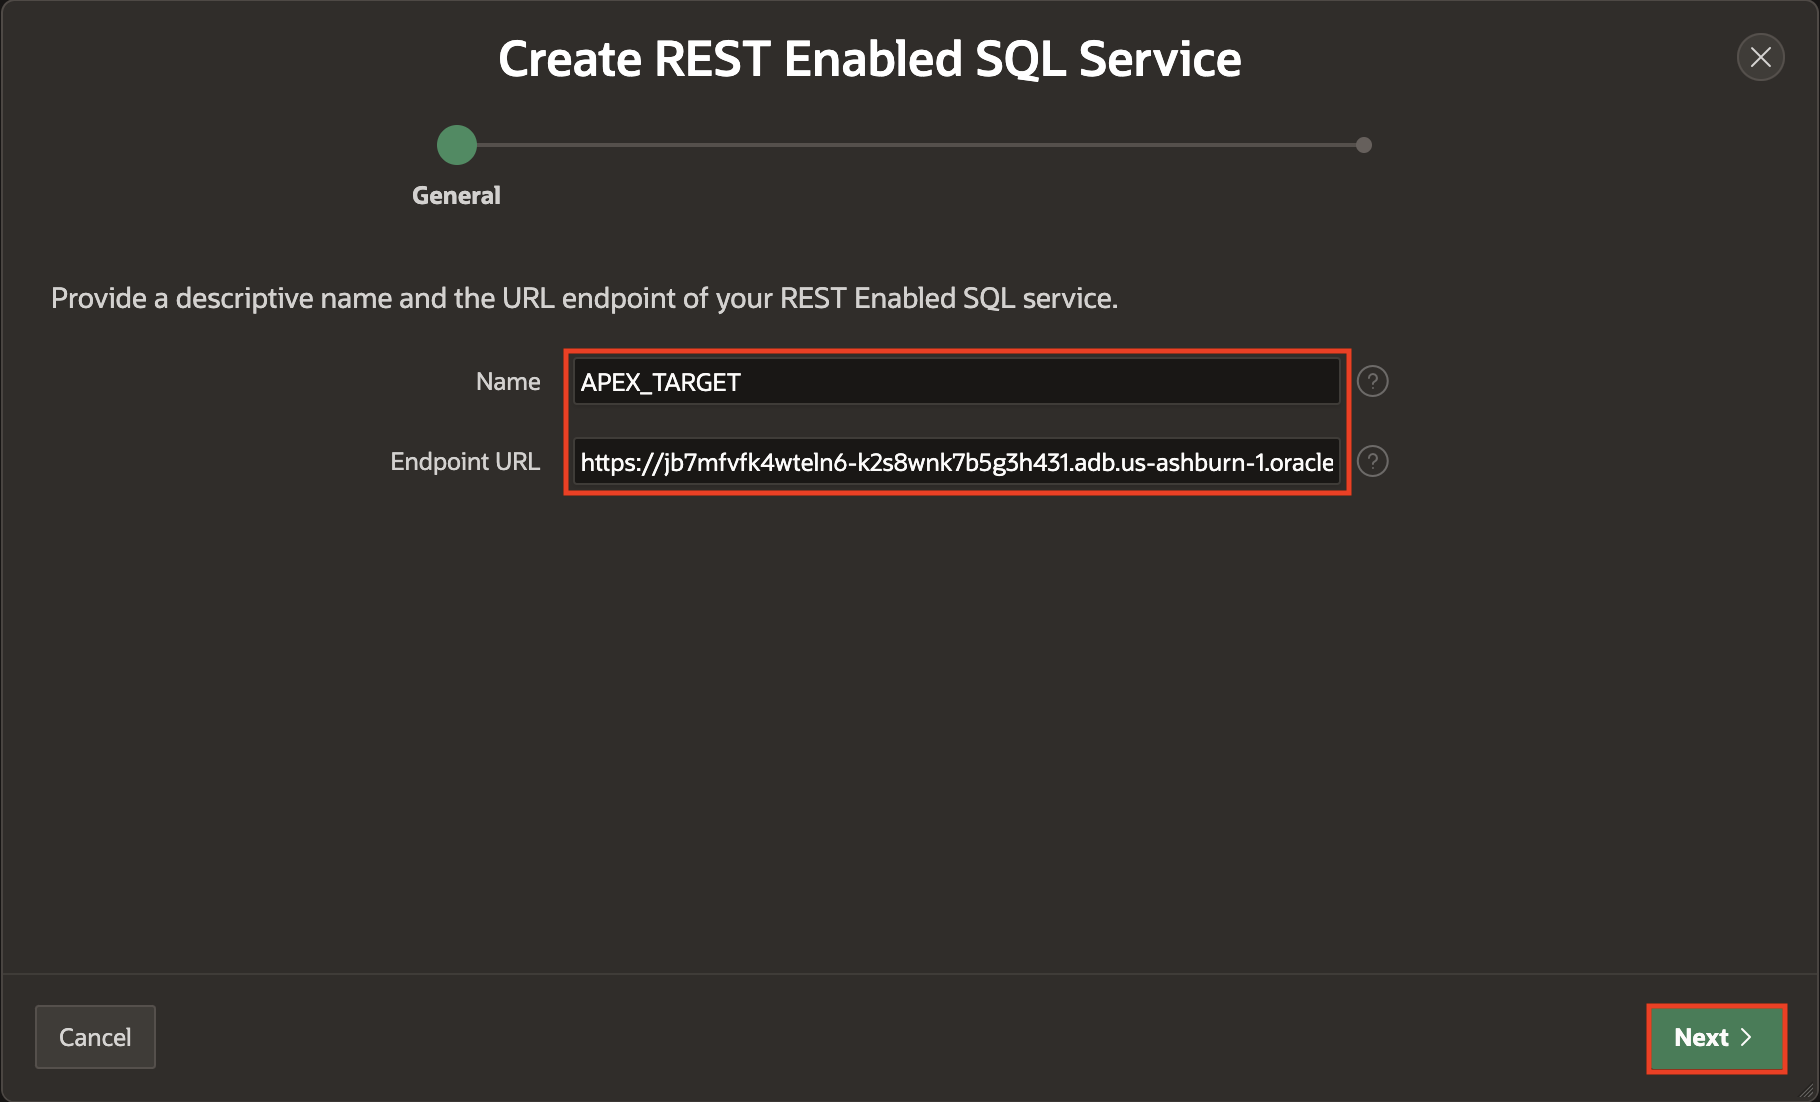 Create REST Enabled SQL Service
General
Provide a descriptive name and the URL endpoint of your REST Enabled SQL service.
Name
APEX_TARGET
?
Endpoint URL
https://jb7mfvfk4wteln6-k2s8wnk7b5g3h431.adb.us-ashburn-1.oracle
?
Cancel
Next